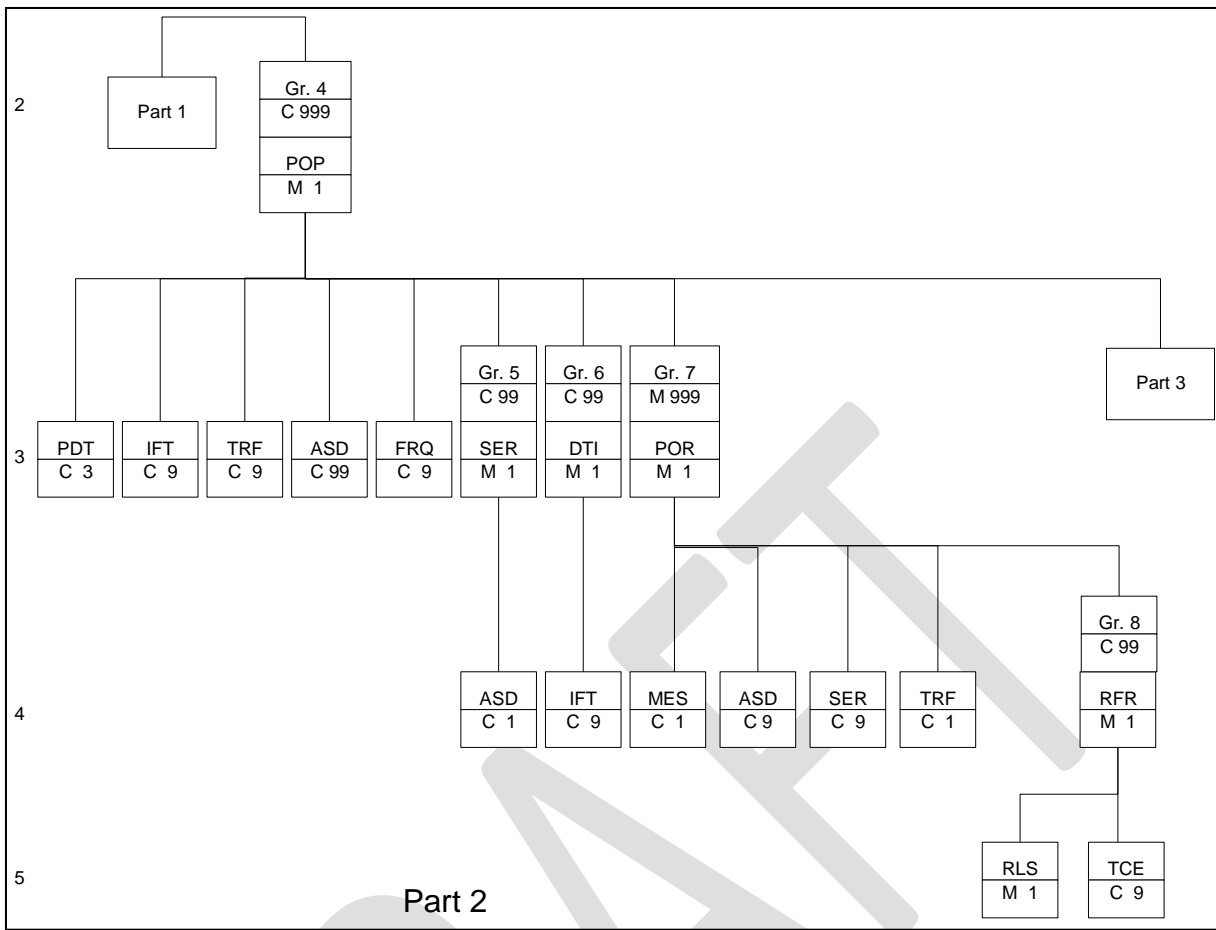 2
Part 1
Gr. 4
C 999
POP
M 1
Gr. 5
C 99
Gr. 6
C 99
Gr. 7
M 999
Part 3
3
PDT
C 3
IFT
C 9
TRF
C 9
ASD
C 99
FRQ
C 9
SER
M 1
DTI
M 1
POR
M 1
Gr. 8
C 99
4
ASD
C 1
IFT
C 9
MES
C 1
ASD
C 9
SER
C 9
TRF
C 1
RFR
M 1
5
RLS
M 1
TCE
C 9
Part 2
DRAFT